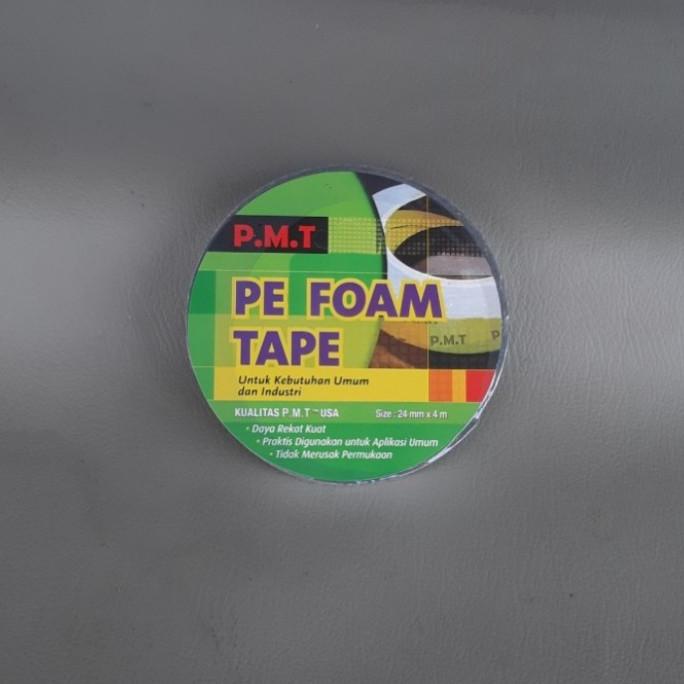 P.M.T
PE FOAM
TAPE
P.M.T P
Untuk Kebutuhan Umum
dan Industri
KUALITAS P.M.T ™ USA Size : 24 mm x 4 m
• Daya Rekat Kuat
• Praktis Digunakan untuk Aplikasi Umum
• Tidak Merusak Permukaan